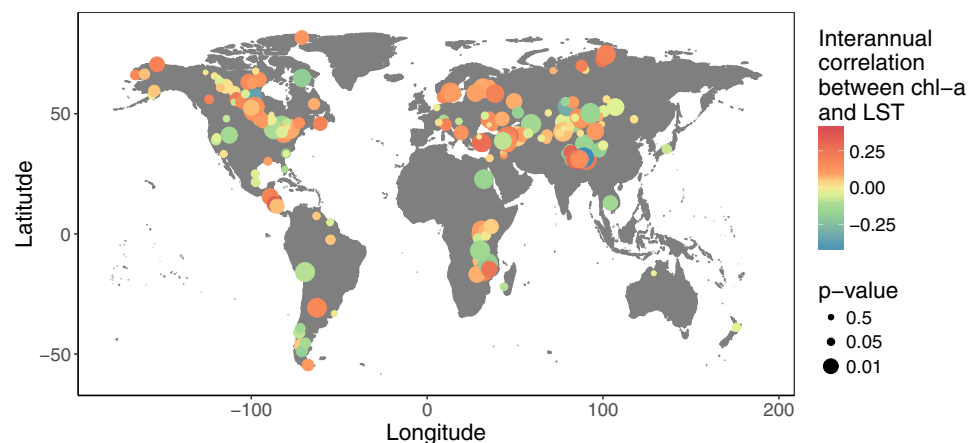 50
0
−50
−100
0
100
200
Longitude
Latitutde
Interannual
correlation
between chl−a
and LST
0.25
0.00
−0.25
p−value
0.5
0.05
0.01